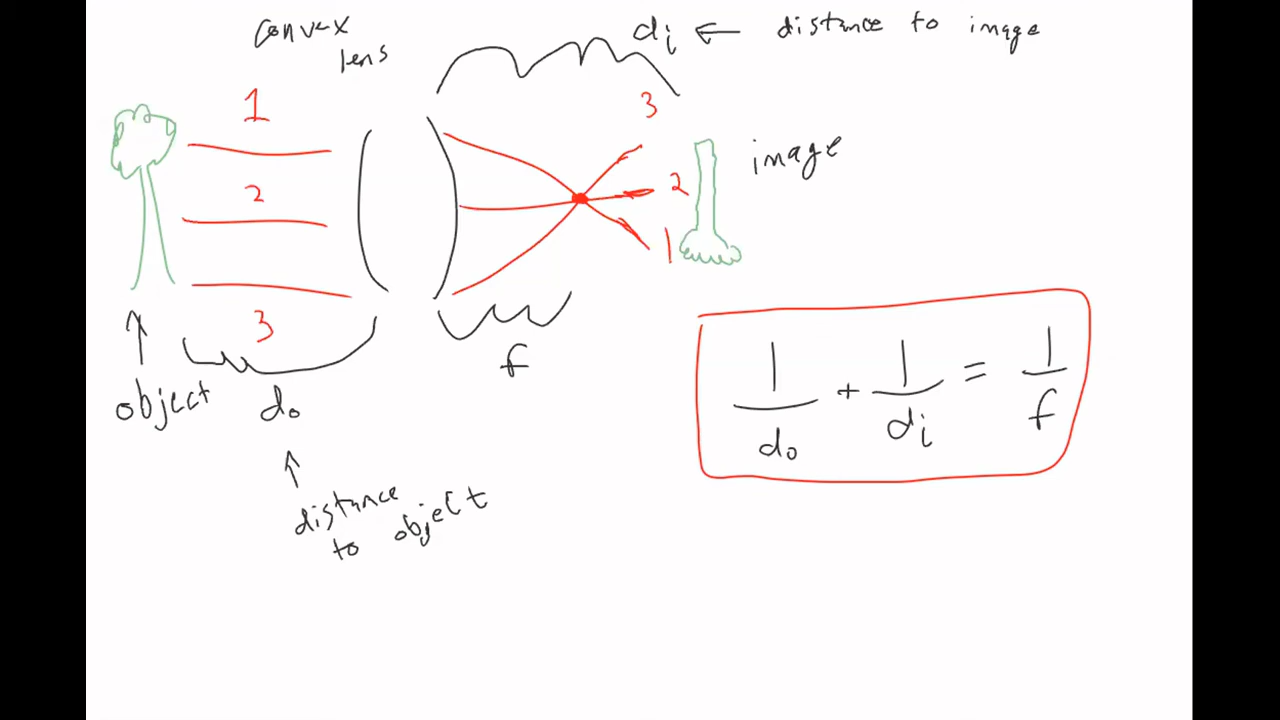 convex
lens
di ← distance to image
1
2
3
3
2
1
image
object
do
f
distance
to object
1/do + 1/di = 1/f